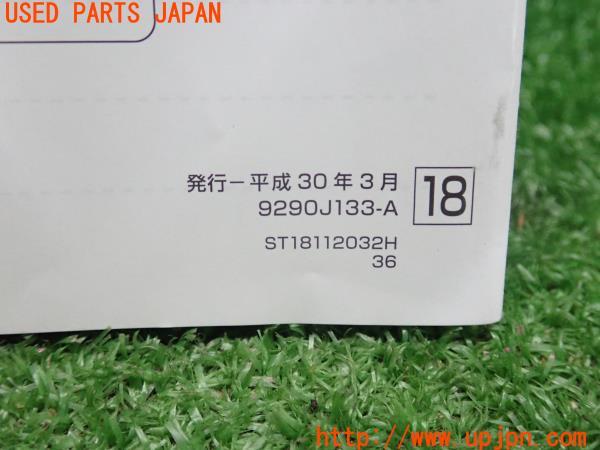 USED PARTS JAPAN
発行ー平成30年3月
9290J133-A
18
ST18112032H
36
http://www.upjpn.com